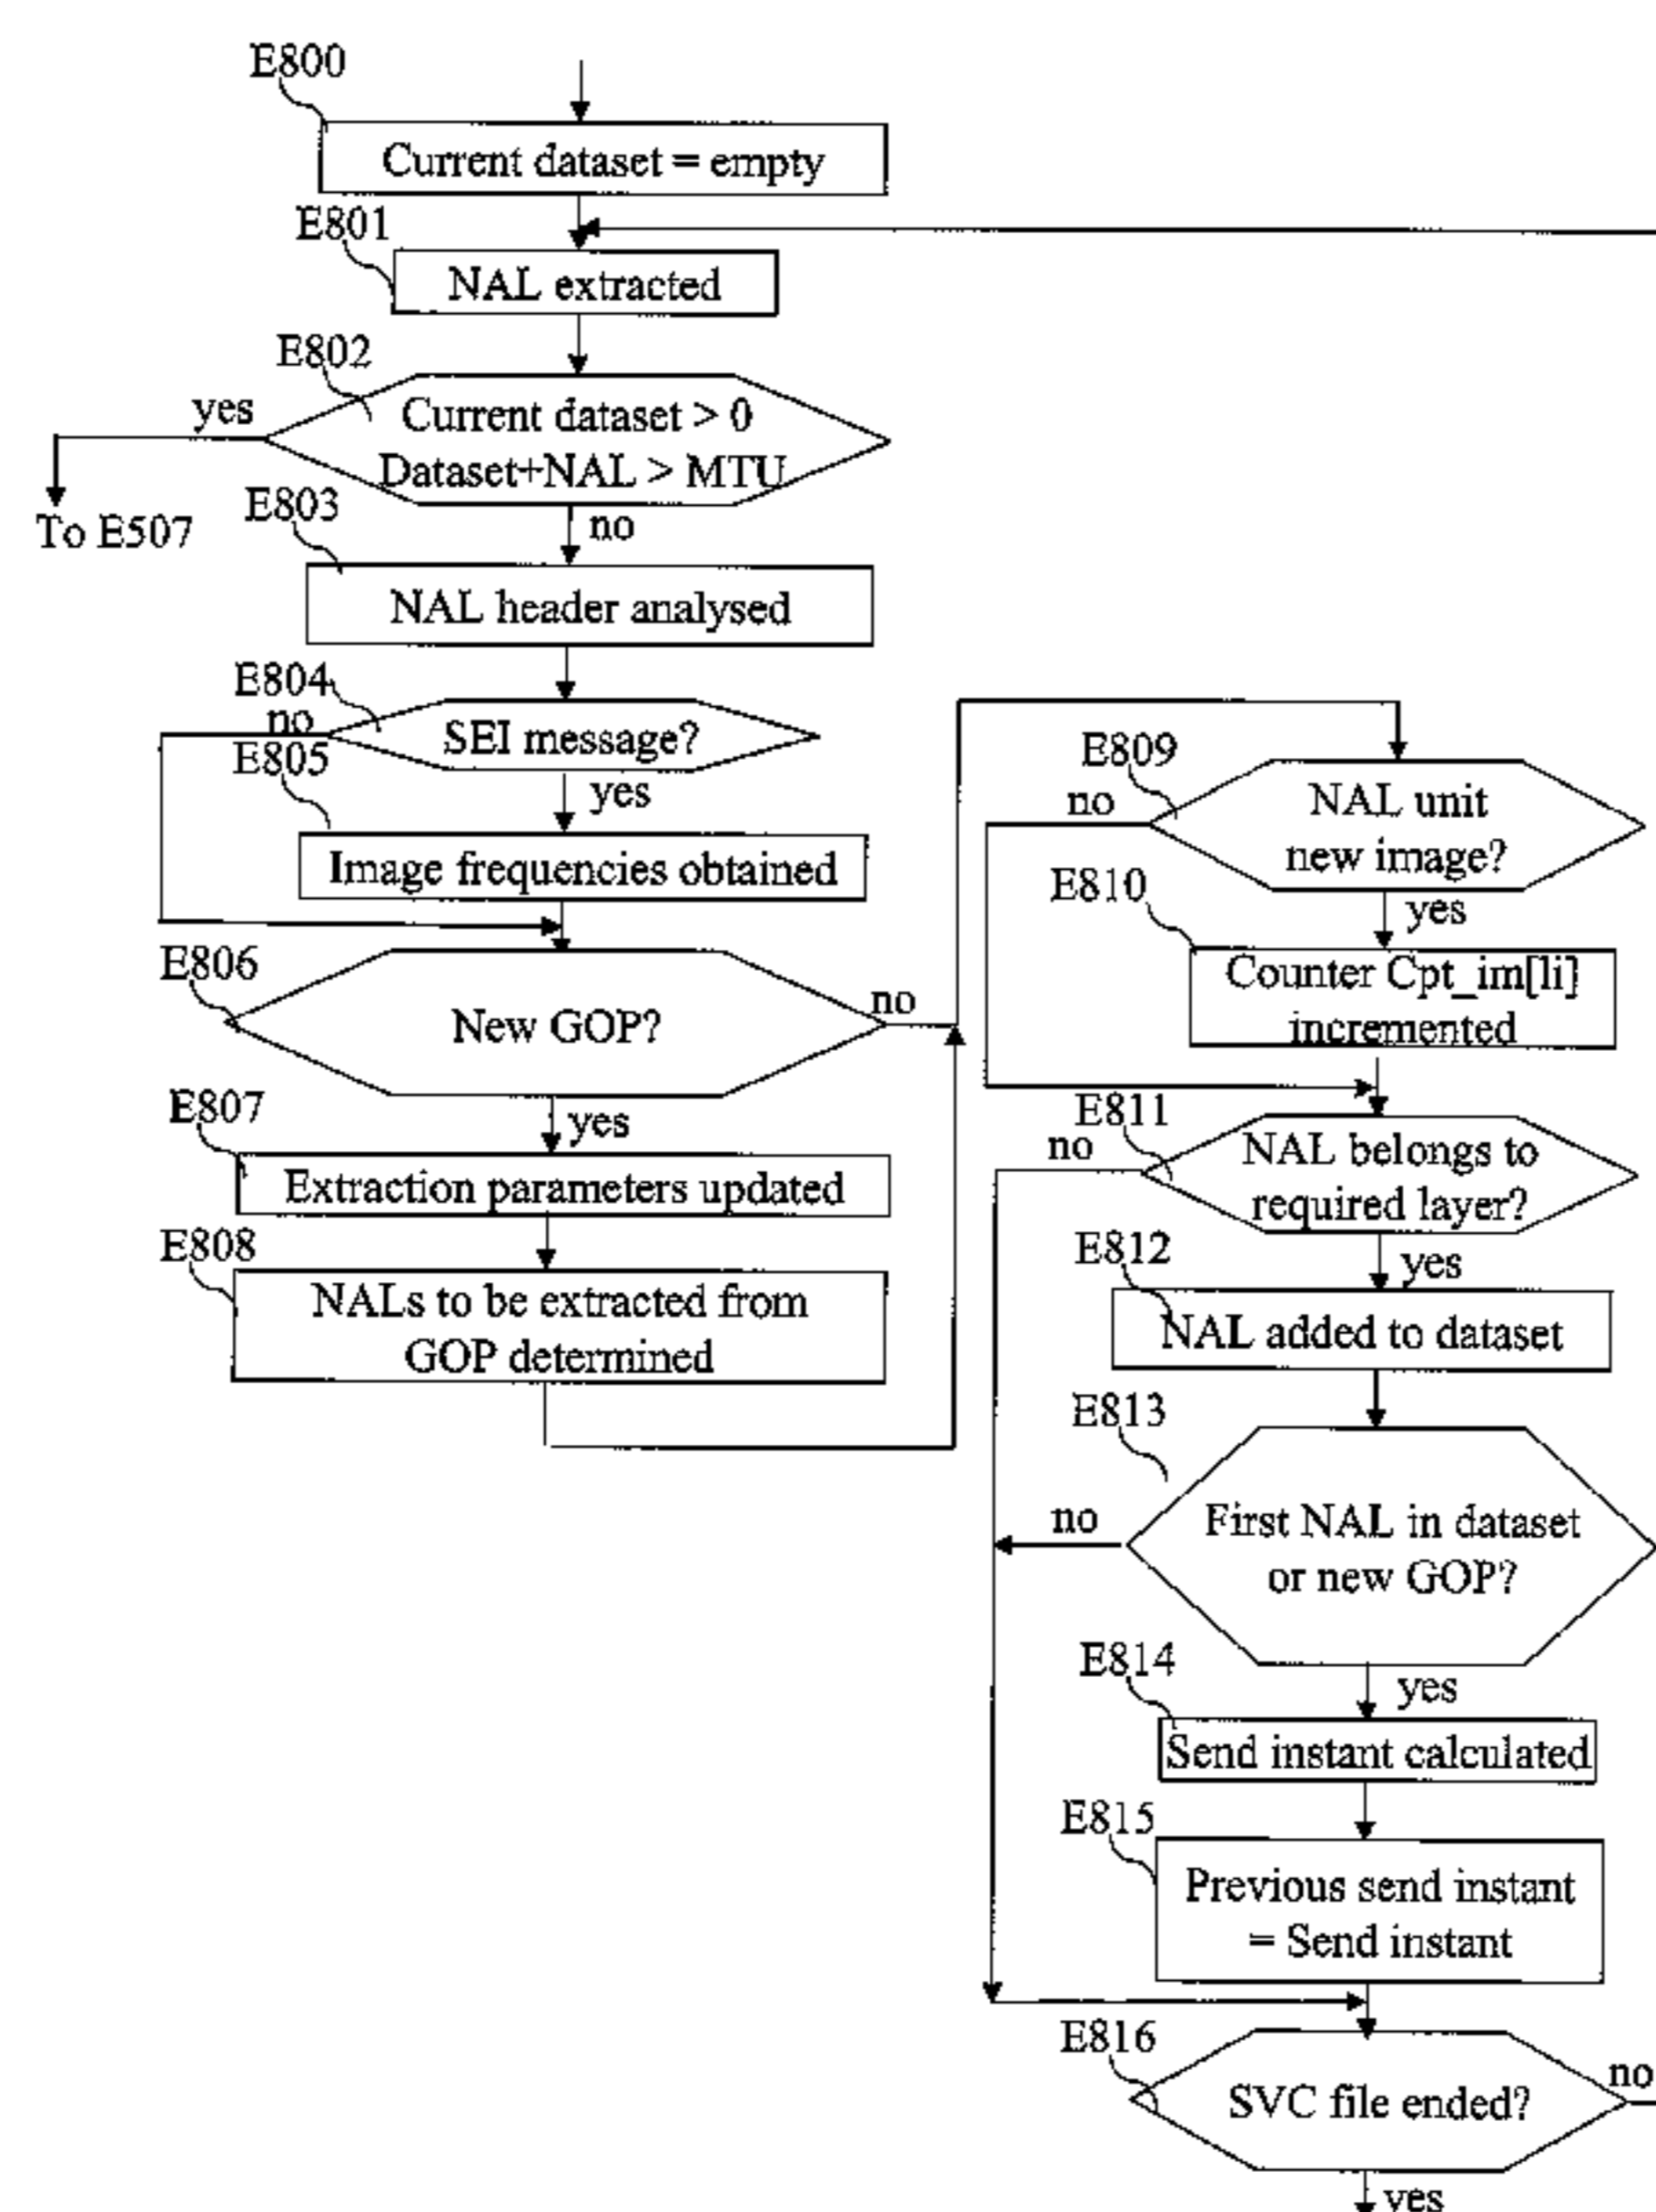 E800
Current dataset = empty
E801
NAL extracted
E802
yes
Current dataset > 0
Dataset+NAL > MTU
To E507
no
E803
NAL header analysed
E804
no
SEI message?
E805
yes
Image frequencies obtained
E806
New GOP?
no
E807
yes
Extraction parameters updated
E808
NALs to be extracted from
GOP determined
E809
no
NAL unit
new image?
E810
yes
Counter Cpt_im[li]
incremented
E811
no
NAL belongs to
required layer?
E812
yes
NAL added to dataset
E813
no
First NAL in dataset
or new GOP?
E814
yes
Send instant calculated
E815
Previous send instant
= Send instant
E816
no
SVC file ended?
yes